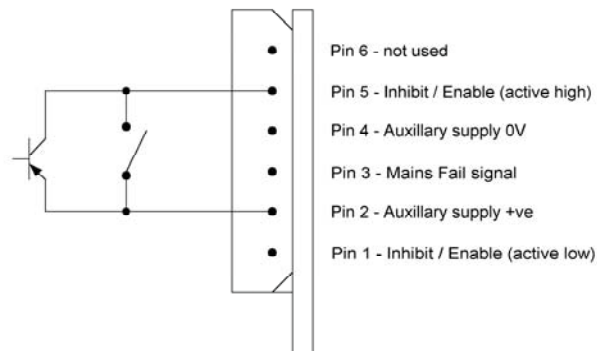 Pin 6 - not used
Pin 5 - Inhibit / Enable (active high)
Pin 4 - Auxillary supply 0V
Pin 3 - Mains Fail signal
Pin 2 - Auxillary supply +ve
Pin 1 - Inhibit / Enable (active low)